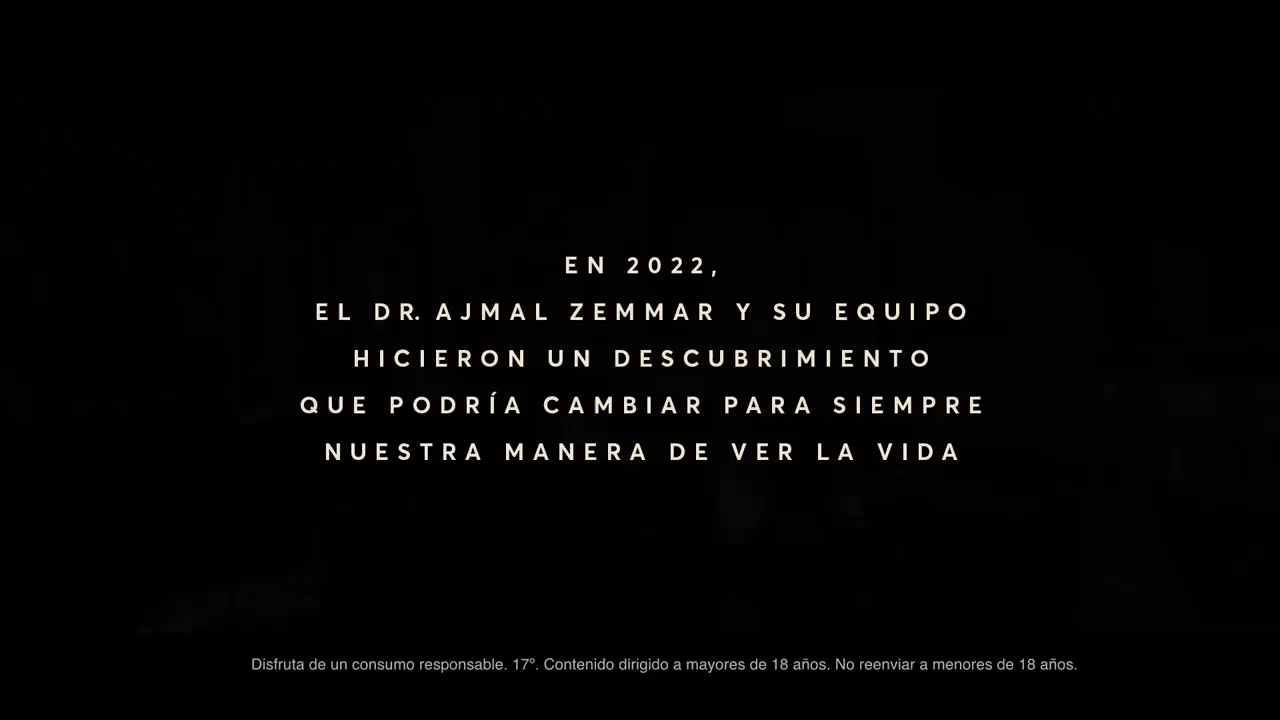 EN 2022,
EL DR. AJMAL ZEMMAR Y SU EQUIPO
HICIERON UN DESCUBRIMIENTO
QUE PODRÍA CAMBIAR PARA SIEMPRE
NUESTRA MANERA DE VER LA VIDA
Disfruta de un consumo responsable. 17º. Contenido dirigido a mayores de 18 años. No reenviar a menores de 18 años.